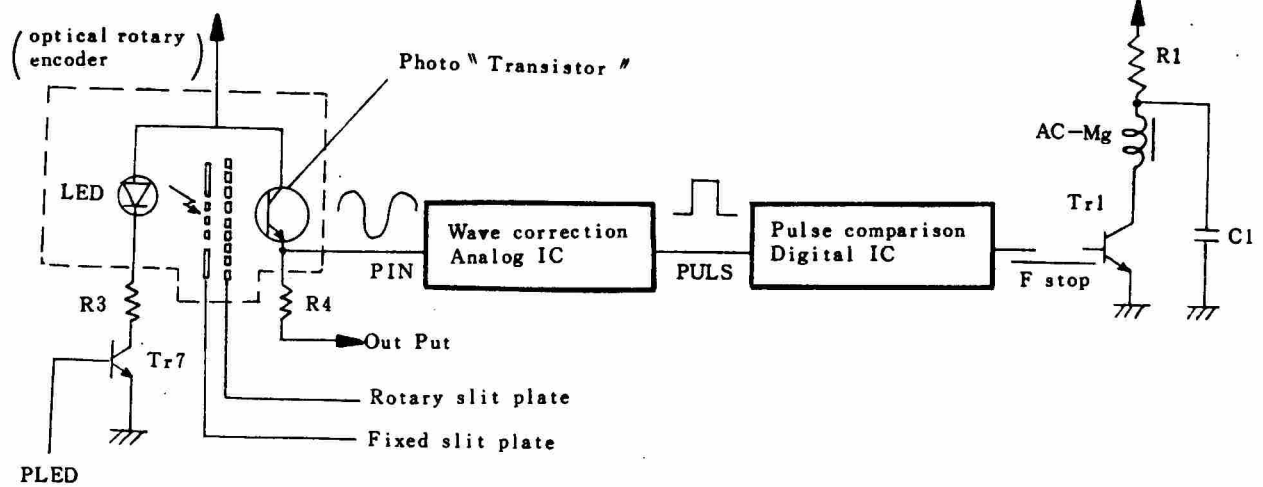 (optical rotary
encoder)
Photo " Transistor "
R1
AC-Mg
LED
Tr1
C1
Wave correction
Analog IC
Pulse comparison
Digital IC
PIN
PULS
F stop
R3
R4
Out Put
Tr7
Rotary slit plate
Fixed slit plate
PLED